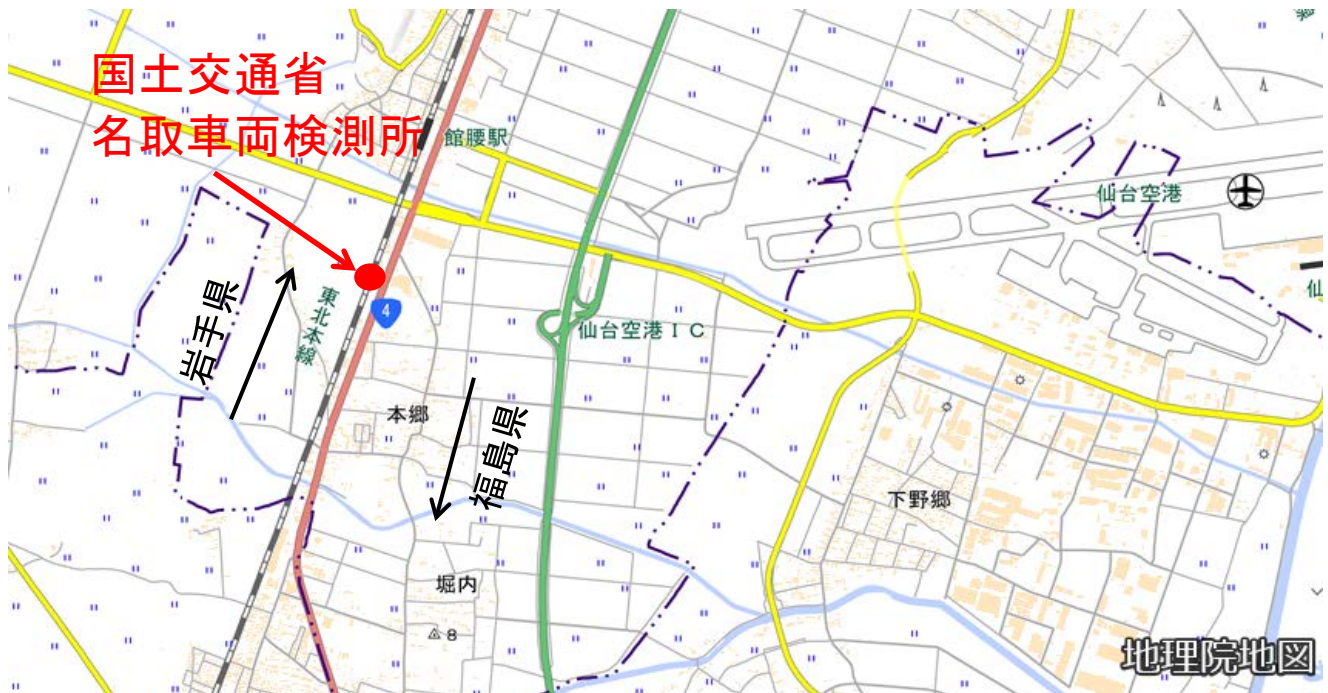 国土交通省
名取車両検測所
館腰駅
仙台空港
岩手県
東北本線
4
仙台空港IC
仙
本郷
福島県
下野郷
堀内
8
地理院地図